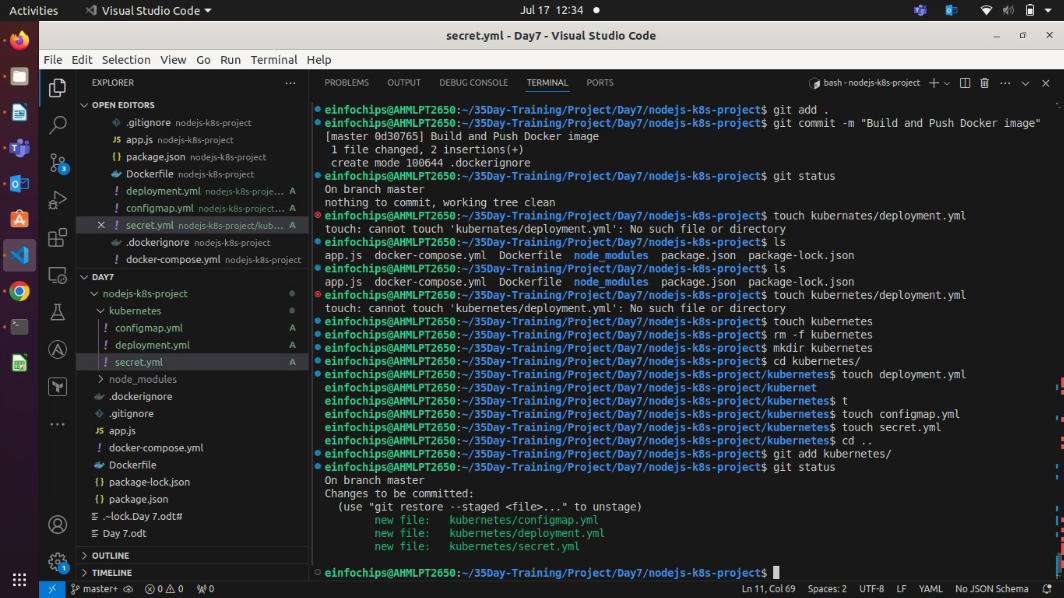 Activities
Visual Studio Code
Jul 17 12:34
secret.yml - Day7 - Visual Studio Code
File Edit Selection View Go Run Terminal Help
EXPLORER
OPEN EDITORS
.gitignore nodejs-k8s-project
JS app.js nodejs-k8s-project
{} package.json nodejs-k8s-project
Dockerfile nodejs-k8s-project
! deployment.yml nodejs-k8s-proje... A
! configmap.yml nodejs-k8s-project... A
! secret.yml nodejs-k8s-project/kub... A
.dockerignore nodejs-k8s-project
! docker-compose.yml nodejs-k8s-project
DAY7
nodejs-k8s-project
kubernetes
! configmap.yml A
! deployment.yml A
! secret.yml A
node_modules
.dockerignore
.gitignore
JS app.js
! docker-compose.yml
Dockerfile
{} package-lock.json
{} package.json
.~lock.Day 7.odt#
Day 7.odt
OUTLINE
TIMELINE
PROBLEMS OUTPUT DEBUG CONSOLE TERMINAL PORTS
bash - nodejs-k8s-project
einfochips@AHMLPT2650:~/35Day-Training/Project/Day7/nodejs-k8s-project$ git add .
einfochips@AHMLPT2650:~/35Day-Training/Project/Day7/nodejs-k8s-project$ git commit -m "Build and Push Docker image"
[master 0d30765] Build and Push Docker image
1 file changed, 2 insertions(+)
create mode 100644 .dockerignore
einfochips@AHMLPT2650:~/35Day-Training/Project/Day7/nodejs-k8s-project$ git status
On branch master
nothing to commit, working tree clean
einfochips@AHMLPT2650:~/35Day-Training/Project/Day7/nodejs-k8s-project$ touch kubernates/deployment.yml
touch: cannot touch 'kubernates/deployment.yml': No such file or directory
einfochips@AHMLPT2650:~/35Day-Training/Project/Day7/nodejs-k8s-project$ ls
app.js docker-compose.yml Dockerfile node_modules package.json package-lock.json
einfochips@AHMLPT2650:~/35Day-Training/Project/Day7/nodejs-k8s-project$ ls
app.js docker-compose.yml Dockerfile node_modules package.json package-lock.json
einfochips@AHMLPT2650:~/35Day-Training/Project/Day7/nodejs-k8s-project$ touch kubernetes/deployment.yml
touch: cannot touch 'kubernetes/deployment.yml': No such file or directory
einfochips@AHMLPT2650:~/35Day-Training/Project/Day7/nodejs-k8s-project$ touch kubernetes
einfochips@AHMLPT2650:~/35Day-Training/Project/Day7/nodejs-k8s-project$ rm -f kubernetes
einfochips@AHMLPT2650:~/35Day-Training/Project/Day7/nodejs-k8s-project$ mkdir kubernetes
einfochips@AHMLPT2650:~/35Day-Training/Project/Day7/nodejs-k8s-project$ cd kubernetes/
einfochips@AHMLPT2650:~/35Day-Training/Project/Day7/nodejs-k8s-project/kubernetes$ touch deployment.yml
einfochips@AHMLPT2650:~/35Day-Training/Project/Day7/nodejs-k8s-project/kubernet
einfochips@AHMLPT2650:~/35Day-Training/Project/Day7/nodejs-k8s-project/kubernetes$ t
einfochips@AHMLPT2650:~/35Day-Training/Project/Day7/nodejs-k8s-project/kubernetes$ touch configmap.yml
einfochips@AHMLPT2650:~/35Day-Training/Project/Day7/nodejs-k8s-project/kubernetes$ touch secret.yml
einfochips@AHMLPT2650:~/35Day-Training/Project/Day7/nodejs-k8s-project/kubernetes$ cd ..
einfochips@AHMLPT2650:~/35Day-Training/Project/Day7/nodejs-k8s-project$ git add kubernetes/
einfochips@AHMLPT2650:~/35Day-Training/Project/Day7/nodejs-k8s-project$ git status
On branch master
Changes to be committed:
(use "git restore --staged <file>..." to unstage)
new file: kubernetes/configmap.yml
new file: kubernetes/deployment.yml
new file: kubernetes/secret.yml
einfochips@AHMLPT2650:~/35Day-Training/Project/Day7/nodejs-k8s-project$
3
1
master+ 0 0 0 Ln 11, Col 69 Spaces: 2 UTF-8 LF YAML No JSON Schema